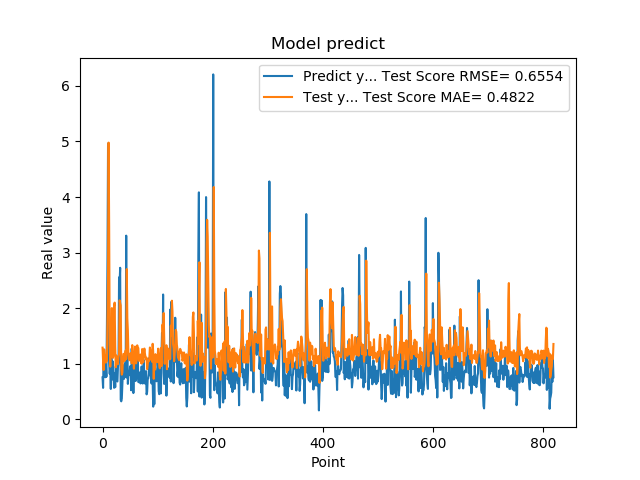 Model predict
Predict y... Test Score RMSE= 0.6554
Test y... Test Score MAE= 0.4822
Real value
6
5
4
3
2
1
0
0 200 400 600 800
Point